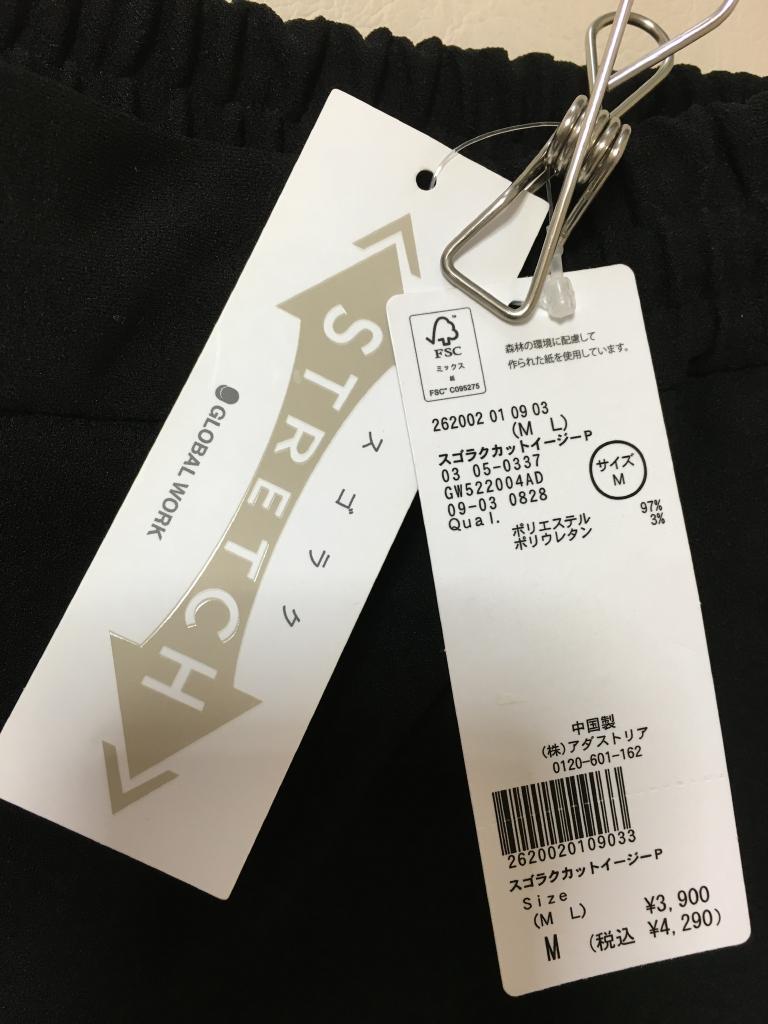 STRETCH
スゴラク
GLOBAL WORK
FSC
ミックス
紙
FSC™ C095275
森林の環境に配慮して
作られた紙を使用しています。
262002 01 09 03
(M L)
スゴラクカットイージーP
03 05-0337
GW522004AD
09-03 0828
Qual.
サイズ
M
ポリエステル 97%
ポリウレタン 3%
中国製
(株)アダストリア
0120-601-162
2620020109033
スゴラクカットイージーP
Size
(M L)
¥3,900
M (税込 ¥4,290)